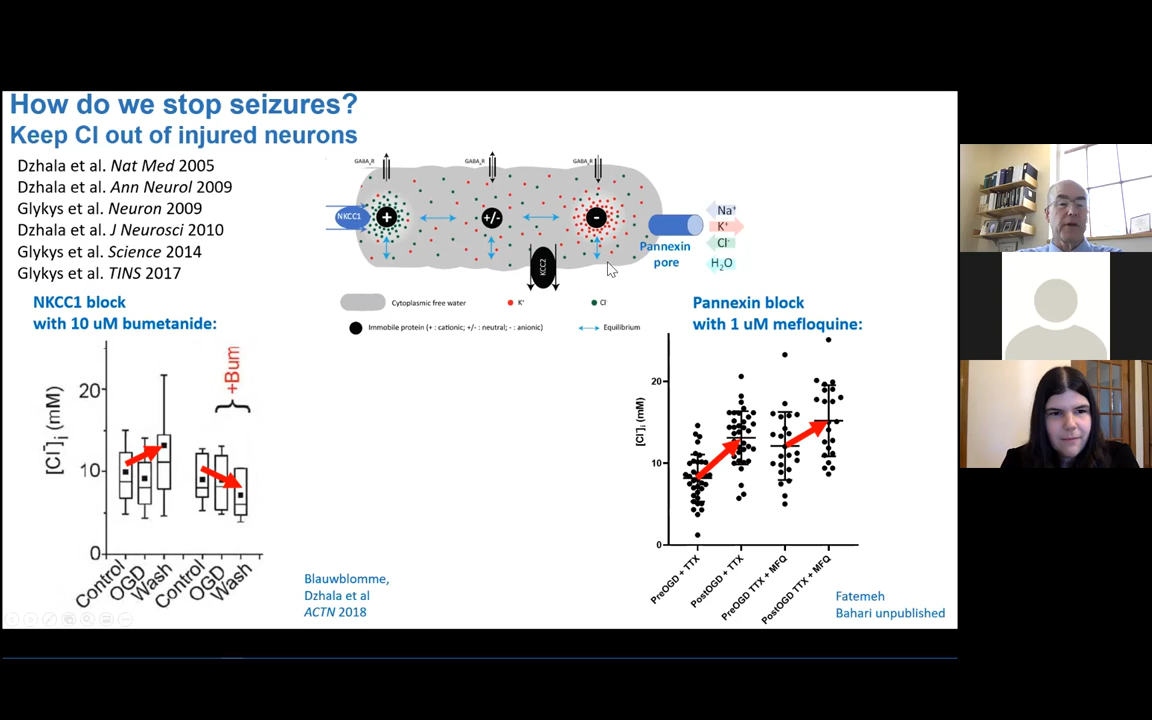 How do we stop seizures?
Keep Cl out of injured neurons
Dzhala et al. Nat Med 2005
Dzhala et al. Ann Neurol 2009
Glykys et al. Neuron 2009
Dzhala et al. J Neurosci 2010
Glykys et al. Science 2014
Glykys et al. TINS 2017
GABAAR
GABAAR
GABAAR
NKCC1
+
+/-
-
KCC2
Pannexin
pore
Na+
K+
Cl-
H2O
Cytoplasmic free water
K+
Cl-
Immobile protein (+ : cationic; +/- : neutral; - : anionic)
Equilibrium
NKCC1 block
with 10 uM bumetanide:
+Bum
[Cl-]i (mM)
20
10
0
Control
OGD
Wash
Control
OGD
Wash
Blauwblomme,
Dzhala et al
ACTN 2018
Pannexin block
with 1 uM mefloquine:
[Cl-]i (mM)
20
10
0
PreOGD + TTX
PostOGD + TTX
PreOGD TTX + MFQ
PostOGD TTX + MFQ
Fatemeh
Bahari unpublished